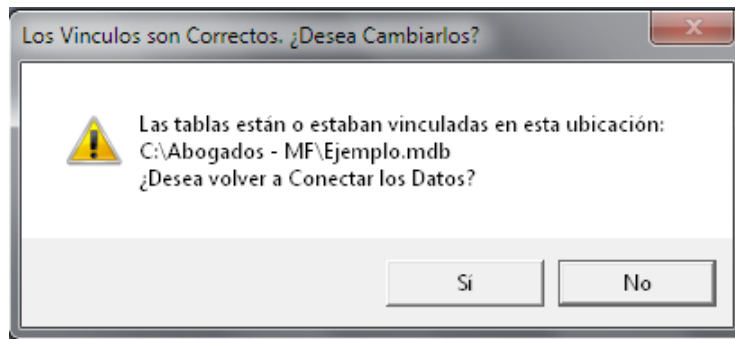 Los Vinculos son Correctos. ¿Desea Cambiarlos?
Las tablas están o estaban vinculadas en esta ubicación:
C:\Abogados - MF\Ejemplo.mdb
¿Desea volver a Conectar los Datos?
Sí
No